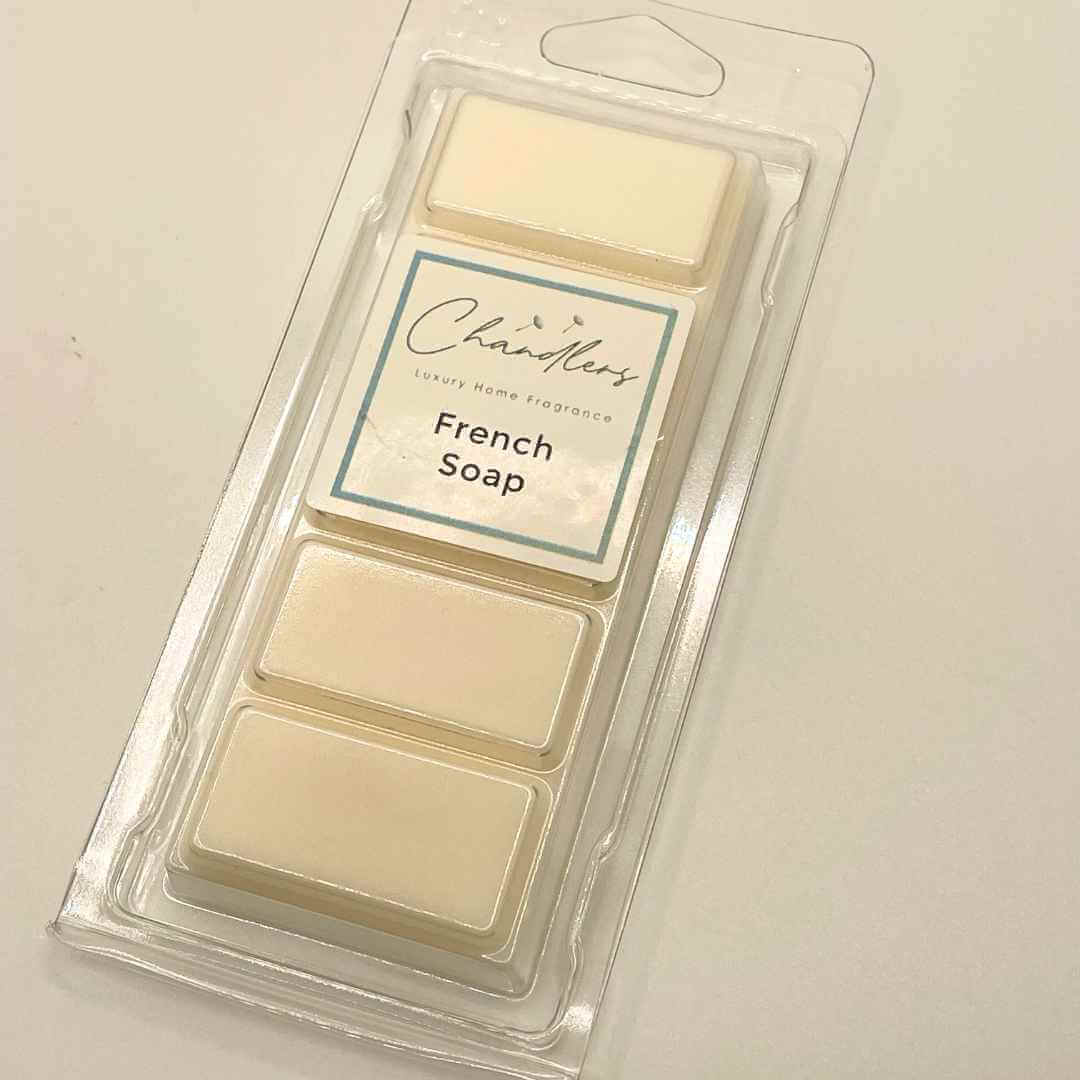 Chandlers
Luxury Home Fragrance
French
Soap